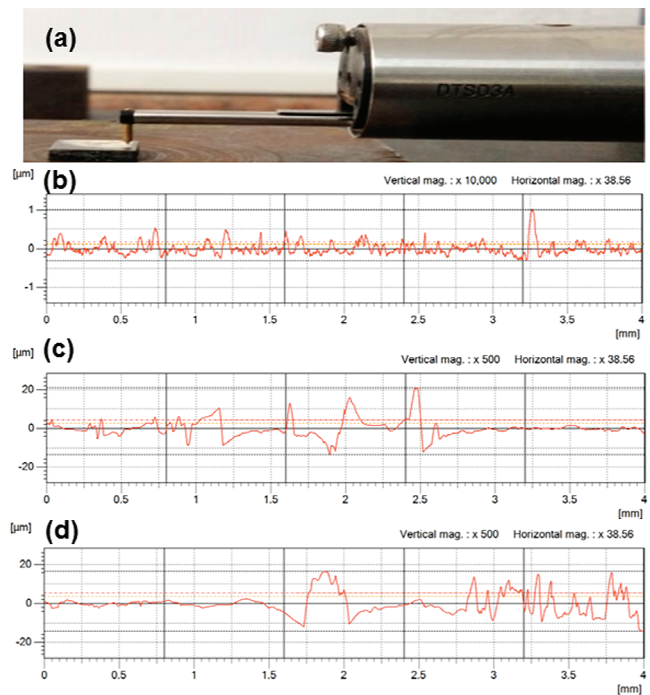 (a)
DTS034
[µm] (b) Vertical mag. : x 10,000 Horizontal mag. : x 38.56
1
0
-1
0 0.5 1 1.5 2 2.5 3 3.5 4
[mm]
[µm] (c) Vertical mag. : x 500 Horizontal mag. : x 38.56
20
0
-20
0 0.5 1 1.5 2 2.5 3 3.5 4
[mm]
[µm] (d) Vertical mag. : x 500 Horizontal mag. : x 38.56
20
0
-20
0 0.5 1 1.5 2 2.5 3 3.5 4
[mm]